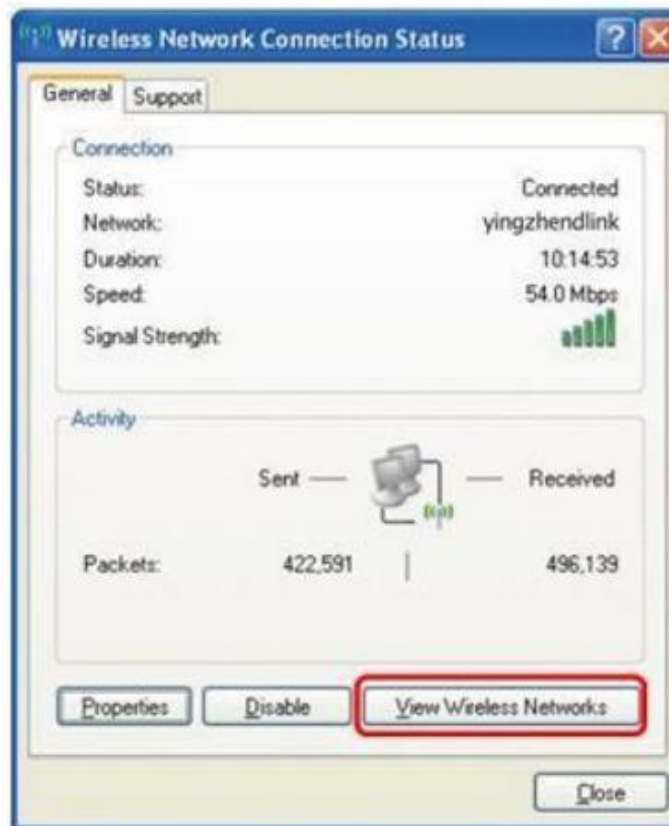 Wireless Network Connection Status
General Support
Connection
Status: Connected
Network: yingzhendlink
Duration: 10:14:53
Speed: 54.0 Mbps
Signal Strength:
Activity
Sent Received
Packets: 422,591 496,139
Properties Disable View Wireless Networks
Close